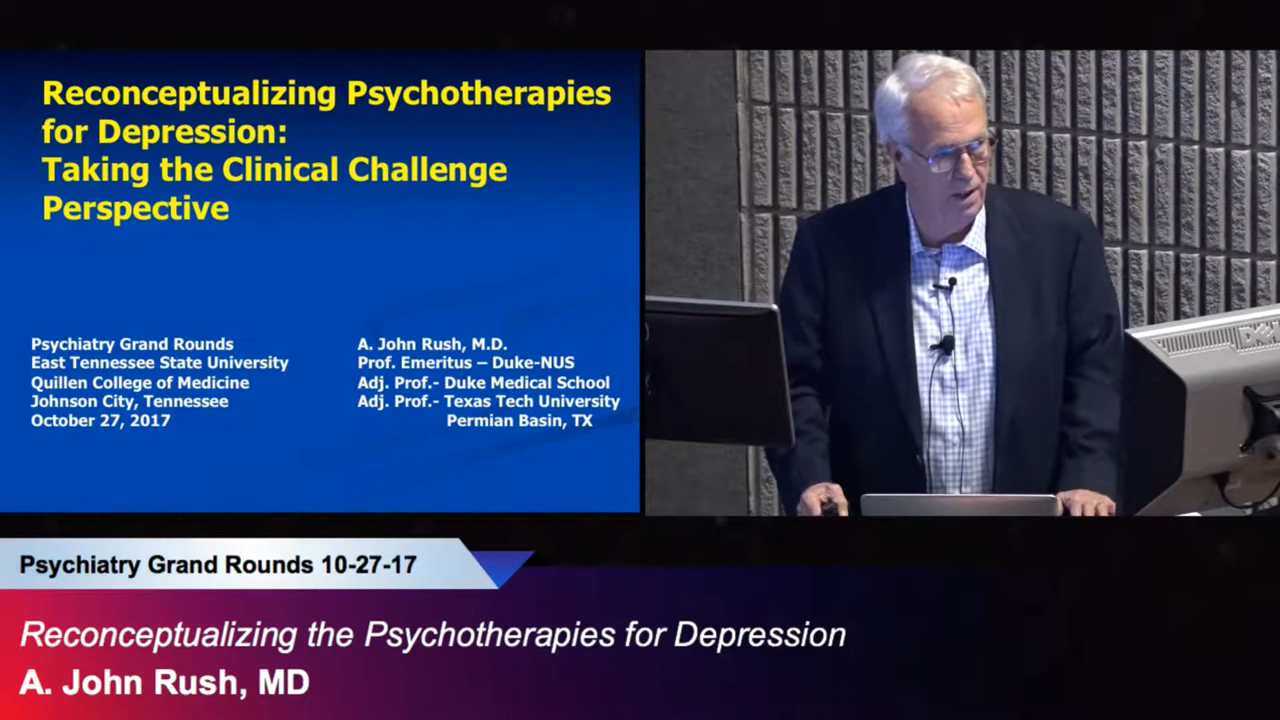 Reconceptualizing Psychotherapies
for Depression:
Taking the Clinical Challenge
Perspective
Psychiatry Grand Rounds
East Tennessee State University
Quillen College of Medicine
Johnson City, Tennessee
October 27, 2017
A. John Rush, M.D.
Prof. Emeritus – Duke-NUS
Adj. Prof.- Duke Medical School
Adj. Prof.- Texas Tech University
Permian Basin, TX
DELL
Psychiatry Grand Rounds 10-27-17
Reconceptualizing the Psychotherapies for Depression
A. John Rush, MD